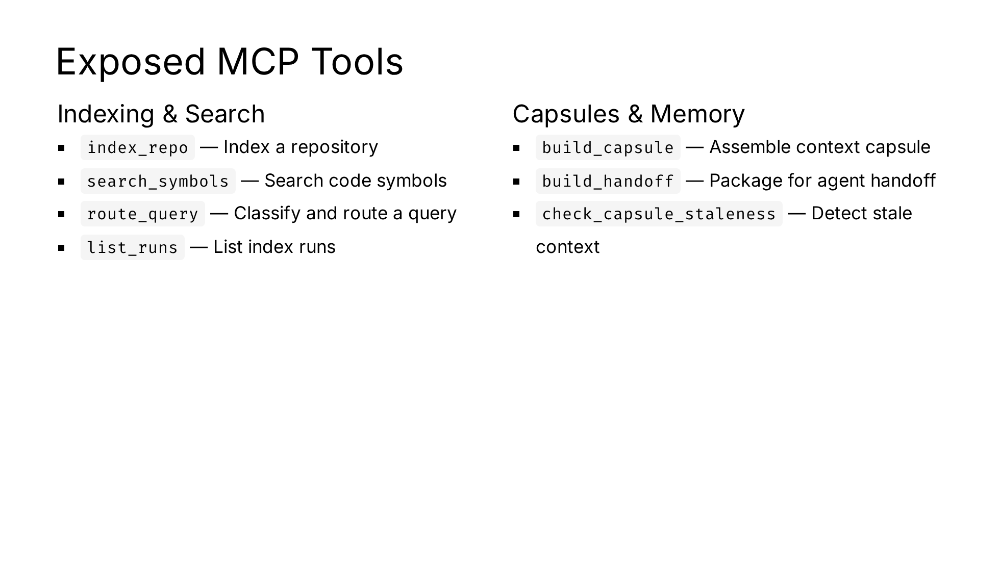 Exposed MCP Tools
Indexing & Search
▪ index_repo — Index a repository
▪ search_symbols — Search code symbols
▪ route_query — Classify and route a query
▪ list_runs — List index runs
Capsules & Memory
▪ build_capsule — Assemble context capsule
▪ build_handoff — Package for agent handoff
▪ check_capsule_staleness — Detect stale
context